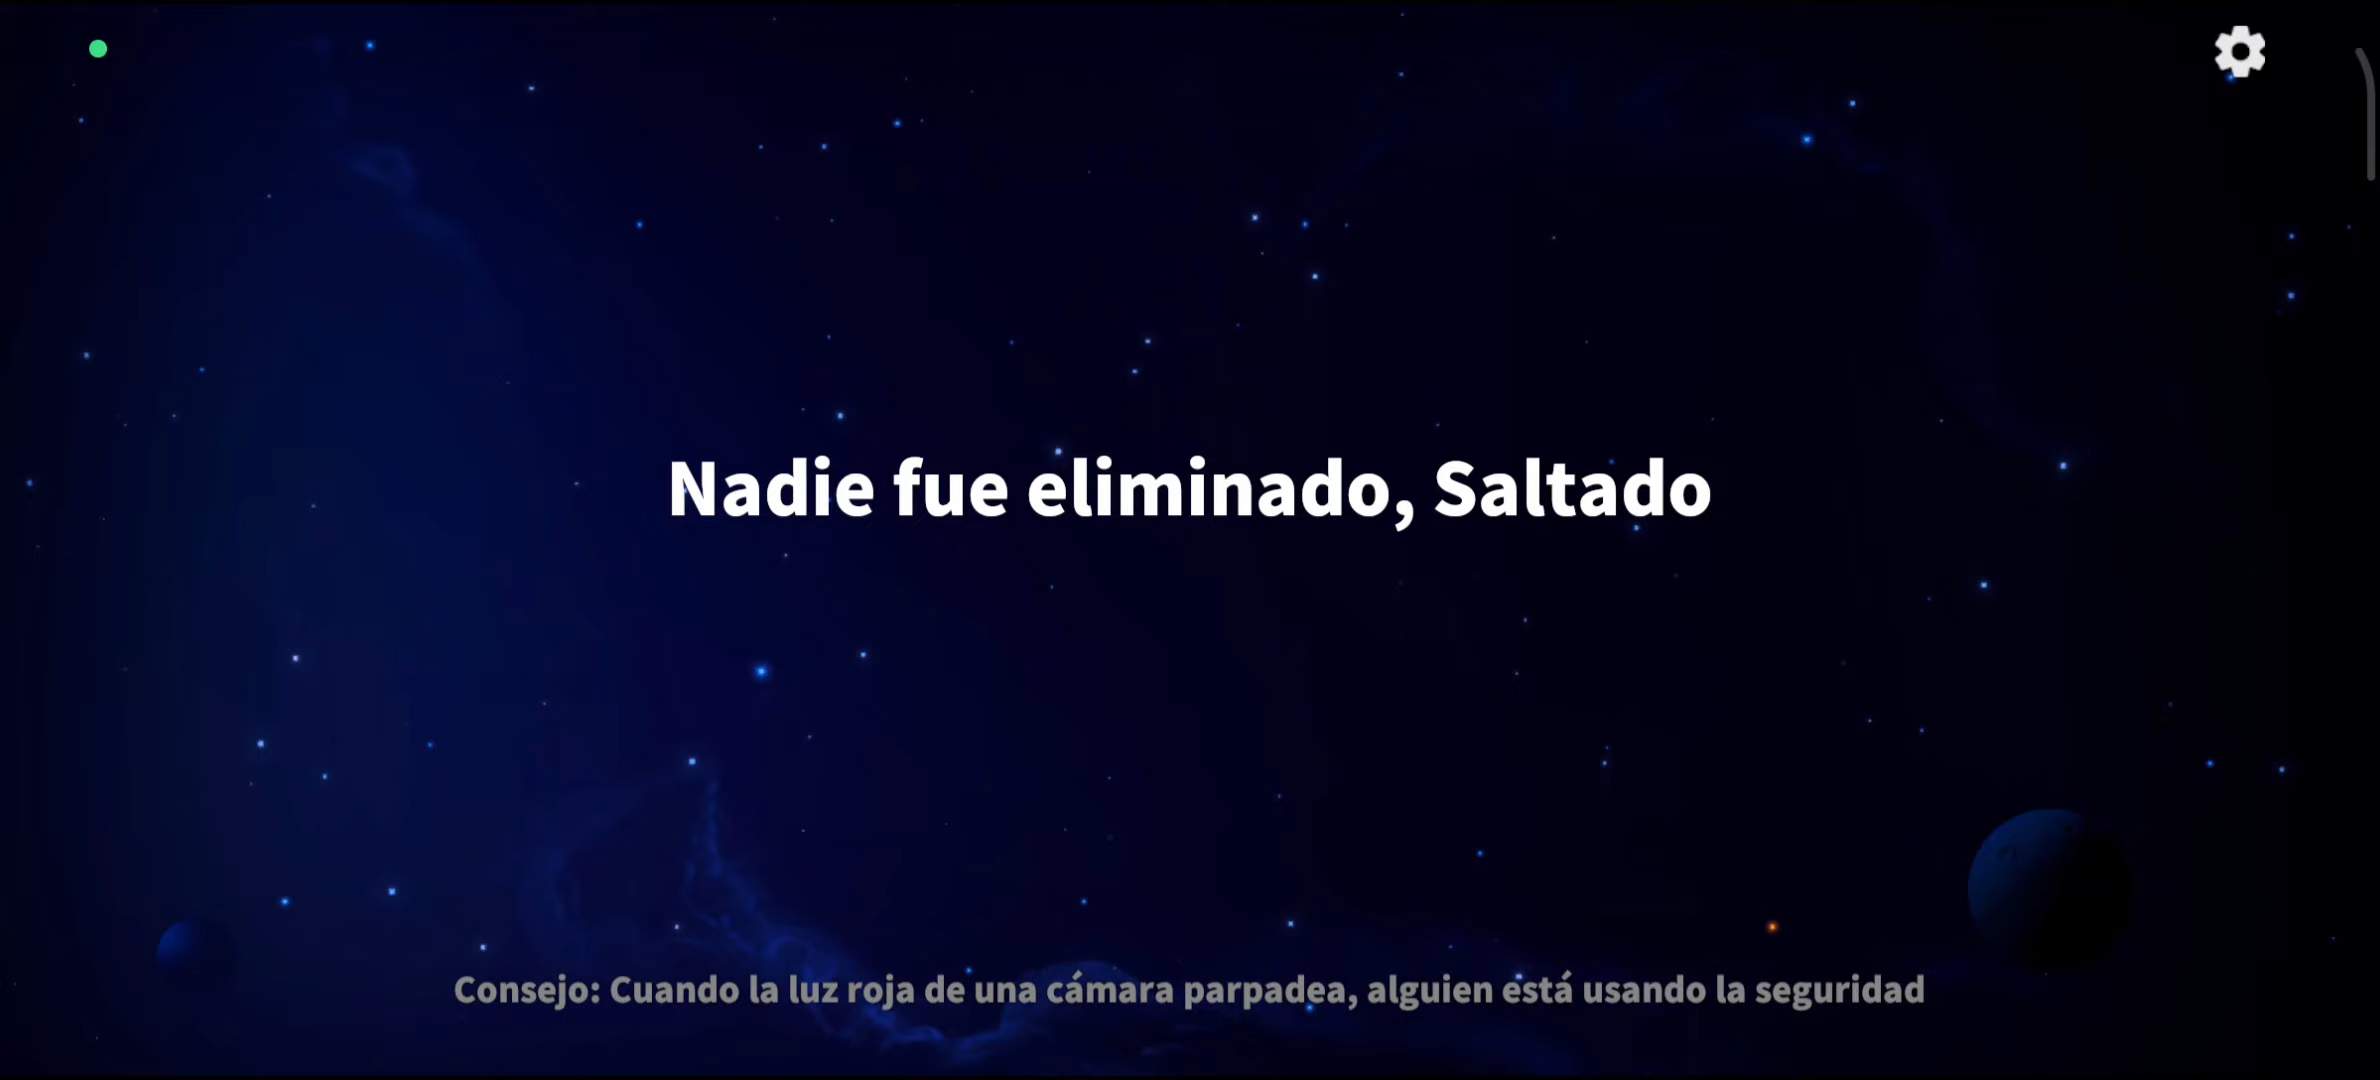 Nadie fue eliminado, Saltado
Consejo: Cuando la luz roja de una cámara parpadea, alguien está usando la seguridad